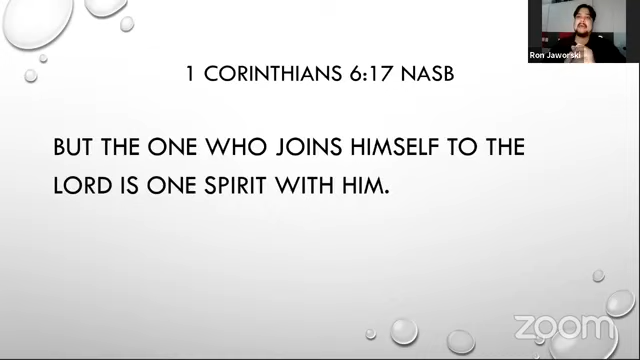 Ron Jaworski
1 CORINTHIANS 6:17 NASB
BUT THE ONE WHO JOINS HIMSELF TO THE
LORD IS ONE SPIRIT WITH HIM.
zoom